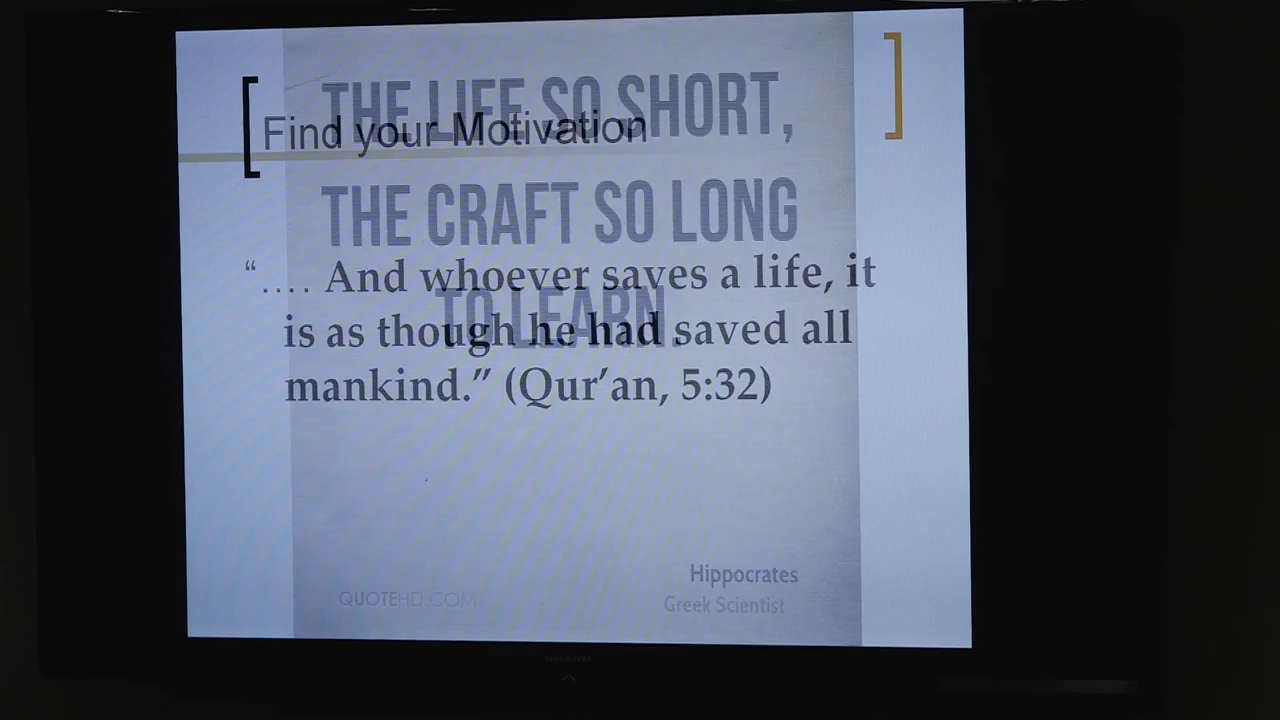 THE LIFE SO SHORT,
Find your Motivation
THE CRAFT SO LONG
“.... And whoever saves a life, it
TO LEARN.
is as though he had saved all
mankind.” (Qur’an, 5:32)
Hippocrates
QUOTEHD.COM
Greek Scientist